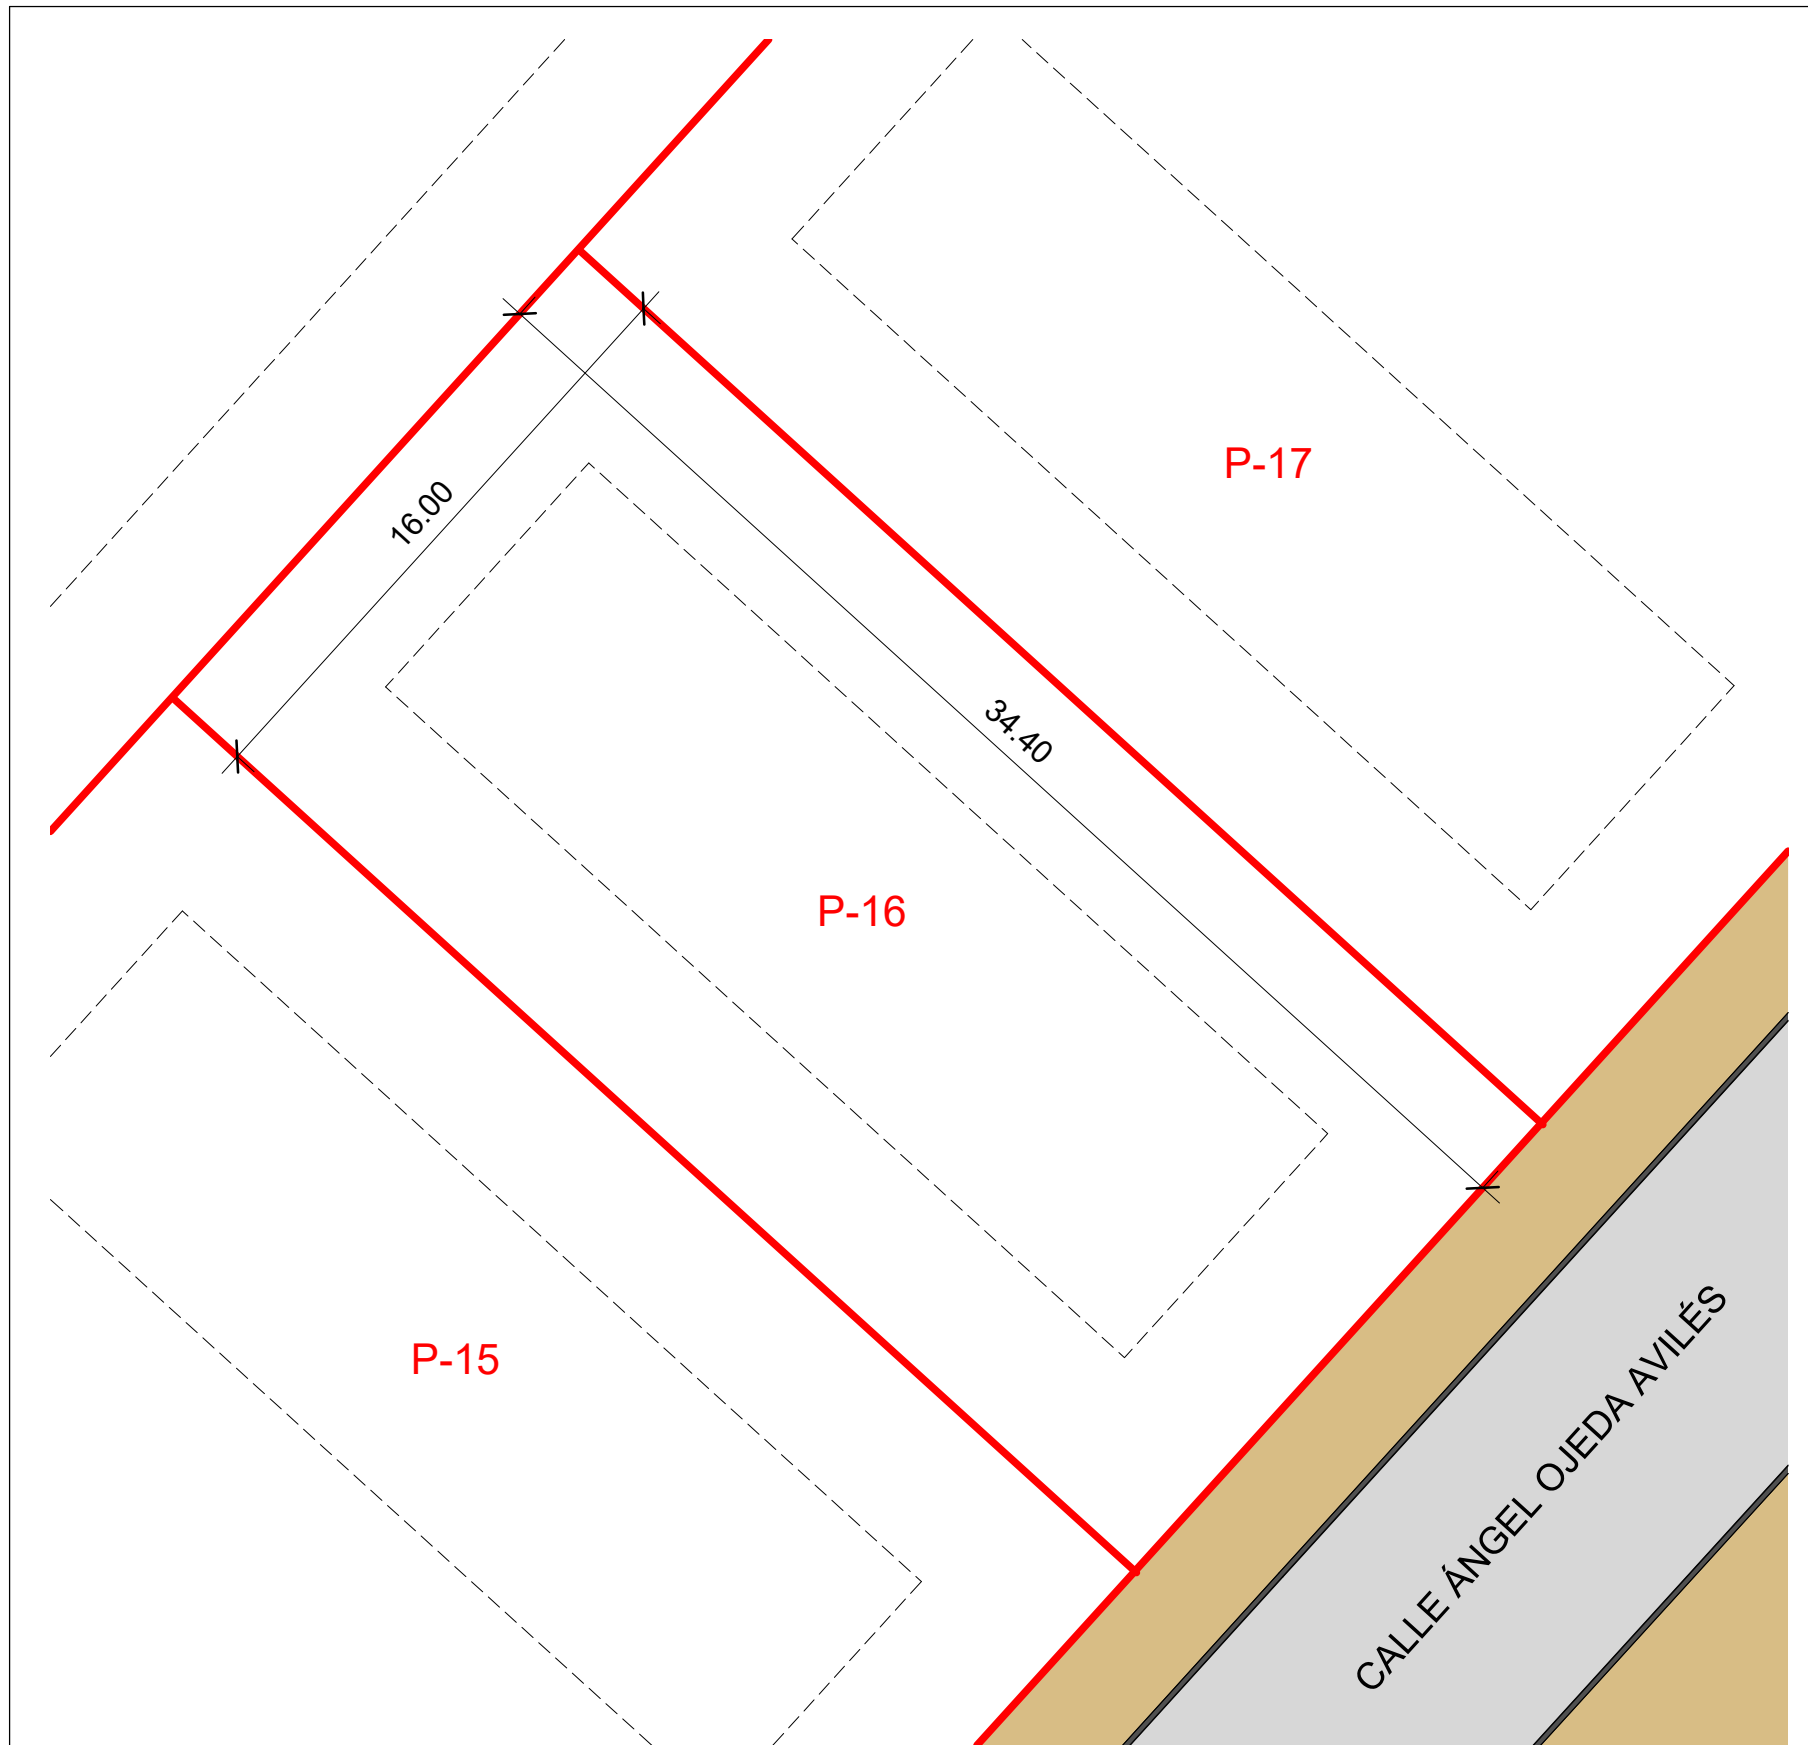 P-17
16.00
34.40
P-16
P-15
CALLE ÁNGEL OJEDA AVILÉS